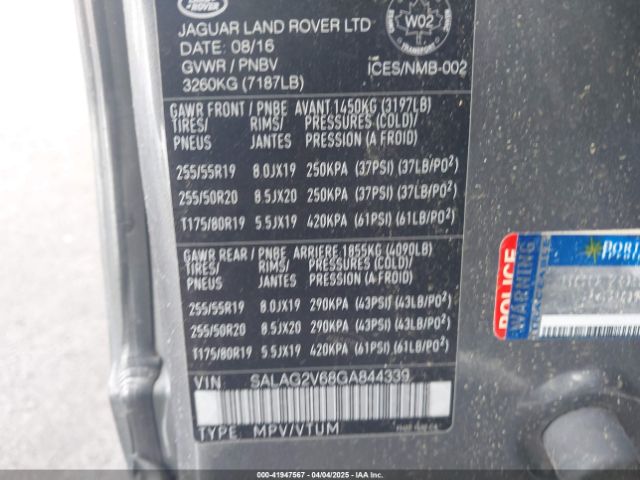 ROVER
W02
TRANSPORT
JAGUAR LAND ROVER LTD
DATE: 08/16
GVWR / PNBV
ICES/NMB-002
3260KG (7187LB)
GAWR FRONT / PNBE AVANT 1450KG (3197LB)
TIRES/ RIMS/ PRESSURES (COLD)/
PNEUS JANTES PRESSION (A FROID)
255/55R19 8.0JX19 250KPA (37PSI) (37LB/PO²)
255/50R20 8.5JX20 250KPA (37PSI) (37LB/PO²)
T175/80R19 5.5JX19 420KPA (61PSI) (61LB/PO²)
GAWR REAR / PNBE ARRIERE 1855KG (4090LB)
TIRES/ RIMS/ PRESSURES (COLD)/
PNEUS JANTES PRESSION (A FROID)
255/55R19 8.0JX19 290KPA (43PSI) (43LB/PO²)
255/50R20 8.5JX20 290KPA (43PSI) (43LB/PO²)
T175/80R19 5.5JX19 420KPA (61PSI) (61LB/PO²)
VIN: SALAG2V68GA844339
TYPE: MPV/VTUM
POLICE
WARNING
000-41947567 - 04/04/2025 - IAAI.COM